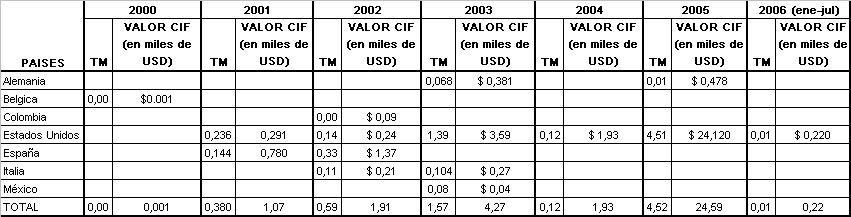 2000 2001 2002 2003 2004 2005 2006 (ene-jul)
PAISES TM VALOR CIF (en miles de USD) TM VALOR CIF (en miles de USD) TM VALOR CIF (en miles de USD) TM VALOR CIF (en miles de USD) TM VALOR CIF (en miles de USD) TM VALOR CIF (en miles de USD) TM VALOR CIF (en miles de USD)
Alemania 0,068 $ 0,381 0,01 $ 0,478
Belgica 0,00 $0.001
Colombia 0,00 $ 0,09
Estados Unidos 0,236 0,291 0,14 $ 0,24 1,39 $ 3,59 0,12 $ 1,93 4,51 $ 24,120 0,01 $ 0,220
España 0,144 0,780 0,33 $ 1,37
Italia 0,11 $ 0,21 0,104 $ 0,27
México 0,08 $ 0,04
TOTAL 0,00 0,001 0,380 1,07 0,59 1,91 1,57 4,27 0,12 1,93 4,52 24,59 0,01 0,22